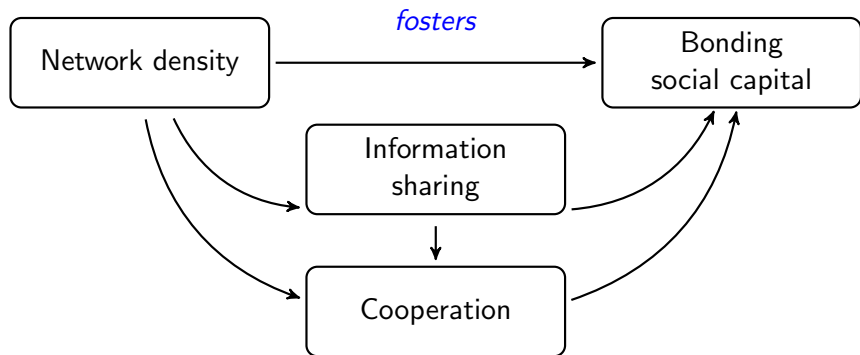 fosters
Network density
Bonding
social capital
Information
sharing
Cooperation